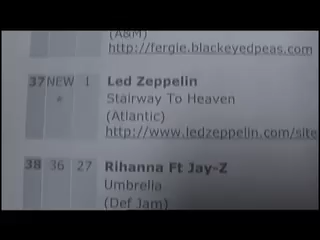 (A&M)
http://fergie.blackeyedpeas.com
37 NEW 1 Led Zeppelin
Stairway To Heaven
(Atlantic)
http://www.ledzeppelin.com/site
38 36 27 Rihanna Ft Jay-Z
Umbrella
(Def Jam)